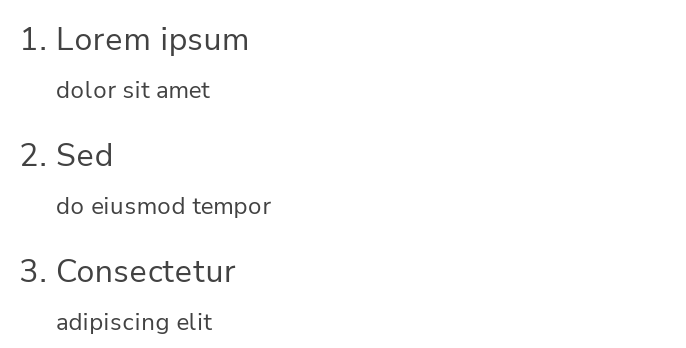 1. Lorem ipsum
dolor sit amet
2. Sed
do eiusmod tempor
3. Consectetur
adipiscing elit